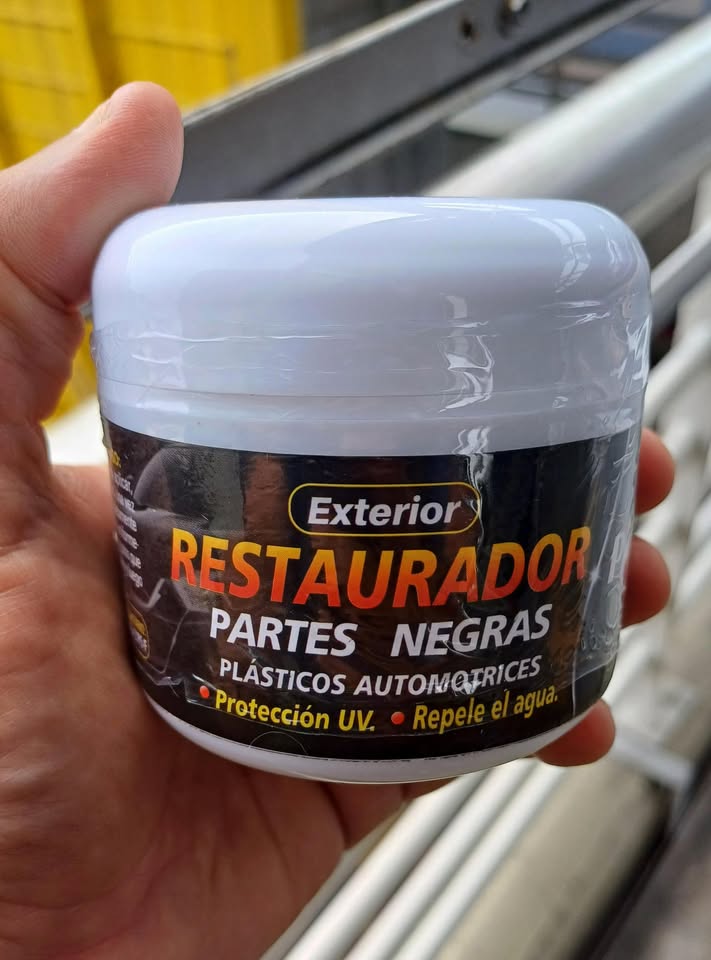 Exterior
RESTAURADOR
PARTES NEGRAS
PLÁSTICOS AUTOMOTRICES
• Protección UV. • Repele el agua.